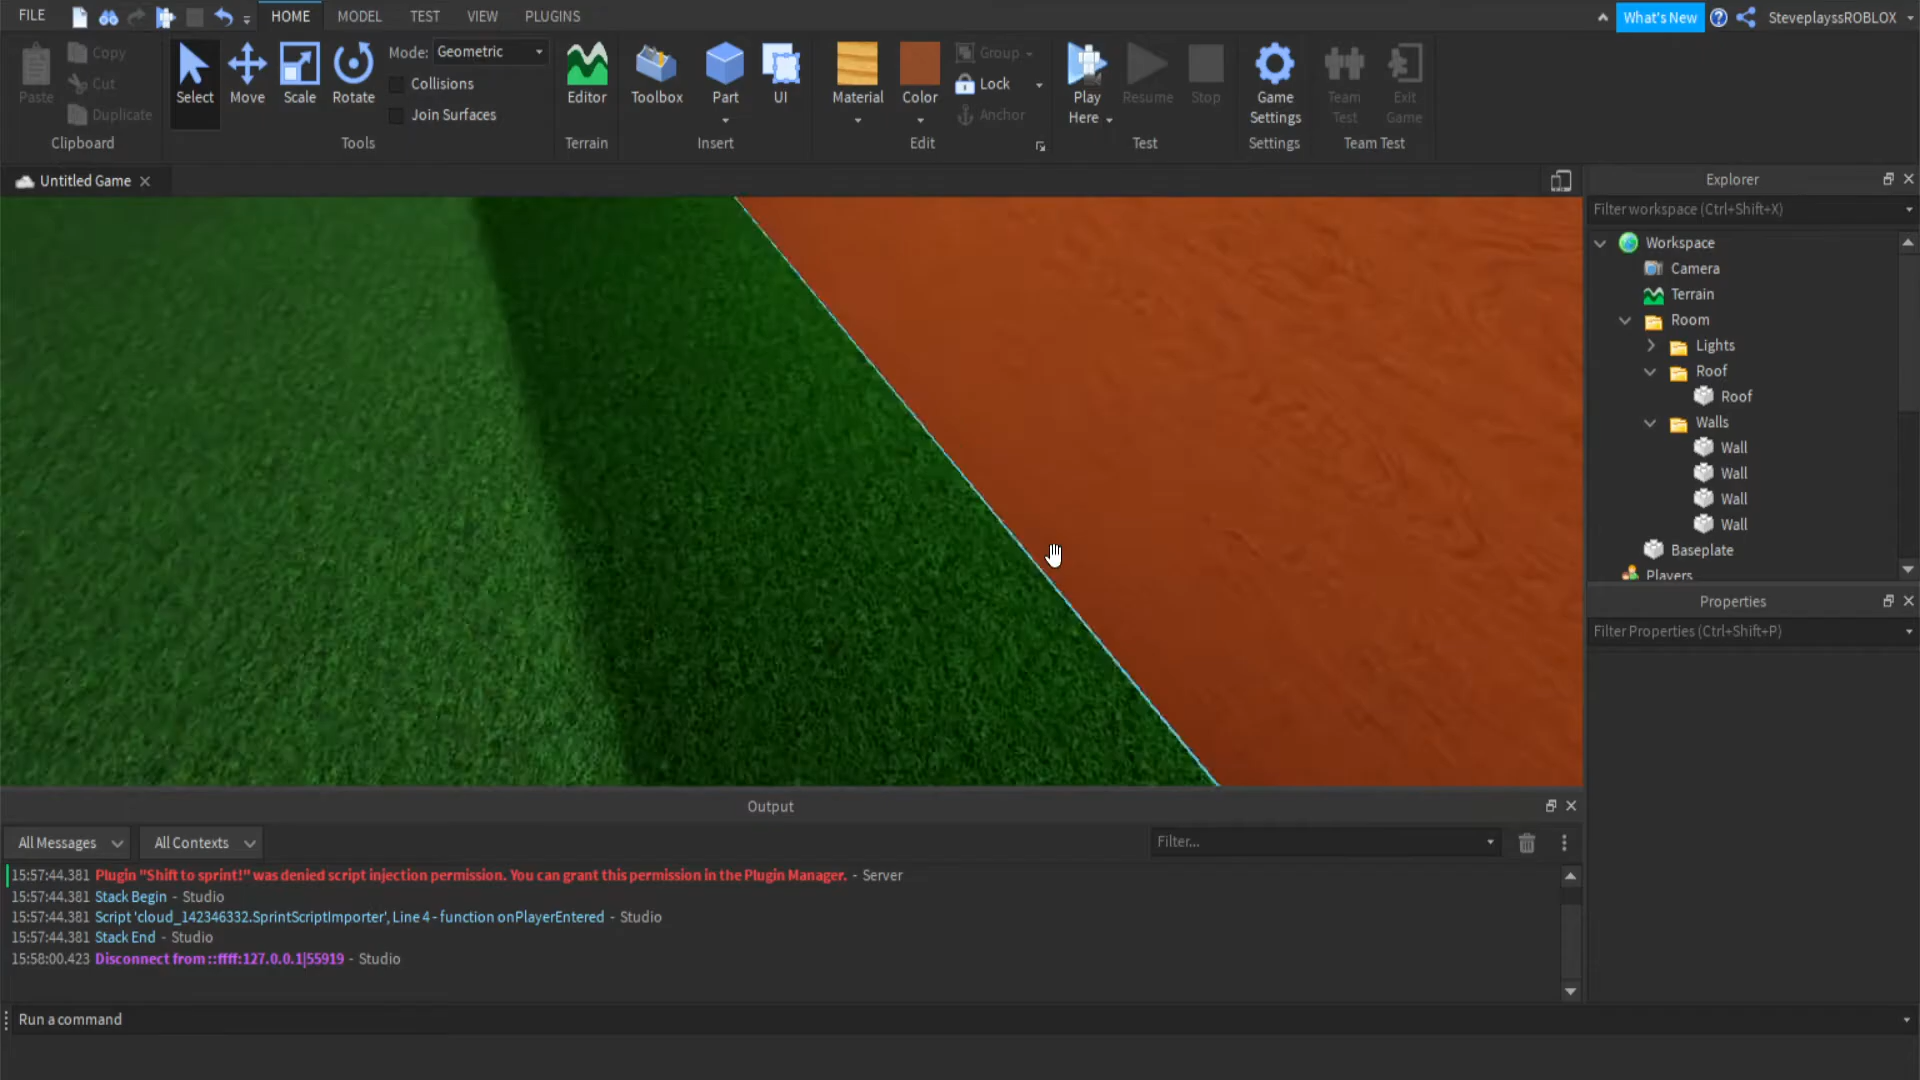 FILE HOME MODEL TEST VIEW PLUGINS What's New SteveplayssROBLOX
Paste Copy Cut Duplicate
Clipboard
Select Move Scale Rotate Mode: Geometric
Collisions
Join Surfaces
Tools
Editor
Terrain
Toolbox Part UI
Insert
Material Color Group Lock Anchor
Edit
Play Here Resume Stop
Test
Game Settings
Settings
Team Test Exit Game
Team Test
Untitled Game
Explorer
Filter workspace (Ctrl+Shift+X)
Workspace
Camera
Terrain
Room
Lights
Roof
Roof
Walls
Wall
Wall
Wall
Wall
Baseplate
Players
Properties
Filter Properties (Ctrl+Shift+P)
Output
All Messages All Contexts Filter...
15:57:44.381 Plugin "Shift to sprint!" was denied script injection permission. You can grant this permission in the Plugin Manager. - Server
15:57:44.381 Stack Begin - Studio
15:57:44.381 Script 'cloud_142346332.SprintScriptImporter', Line 4 - function onPlayerEntered - Studio
15:57:44.381 Stack End - Studio
15:58:00.423 Disconnect from ::ffff:127.0.0.1|55919 - Studio
Run a command